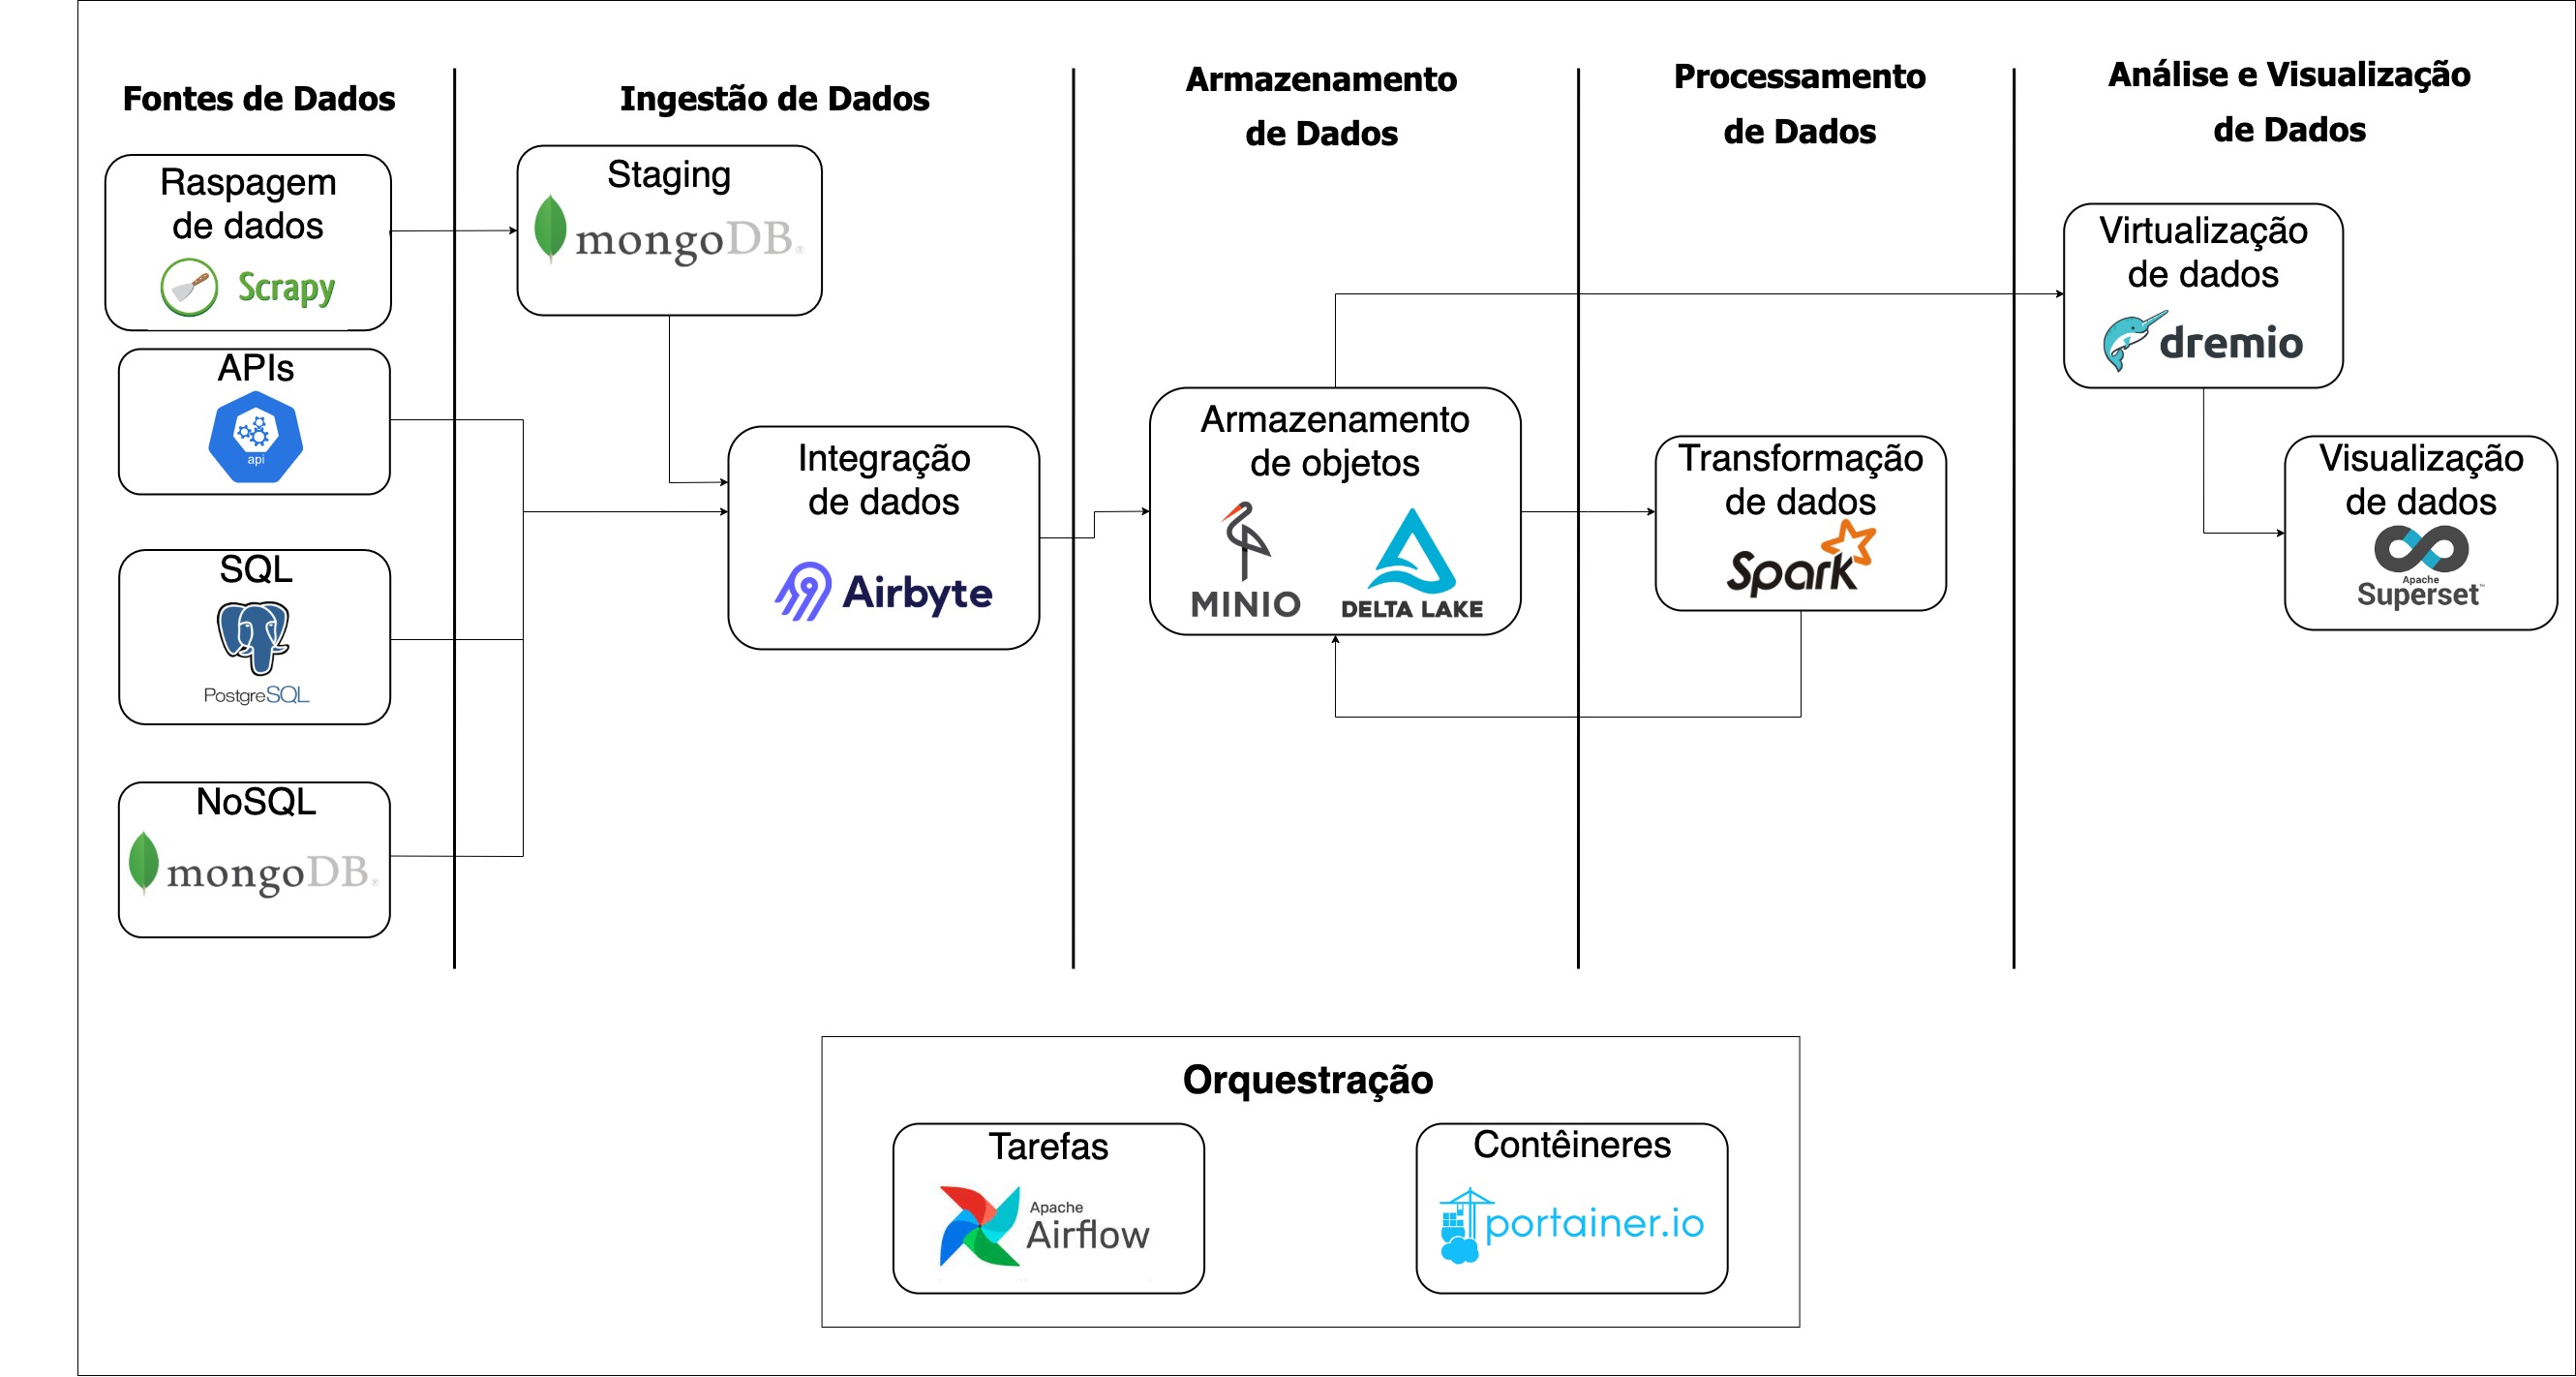 Fontes de Dados
Raspagem
de dados
Scrapy
APIs
api
SQL
PostgreSQL
NoSQL
mongoDB®
Ingestão de Dados
Staging
mongoDB®
Integração
de dados
Airbyte
Armazenamento
de Dados
Armazenamento
de objetos
MINIO
DELTA LAKE
Processamento
de Dados
Transformação
de dados
Spark
Análise e Visualização
de Dados
Virtualização
de dados
dremio
Visualização
de dados
Apache
Superset™
Orquestração
Tarefas
Apache
Airflow
Contêineres
portainer.io